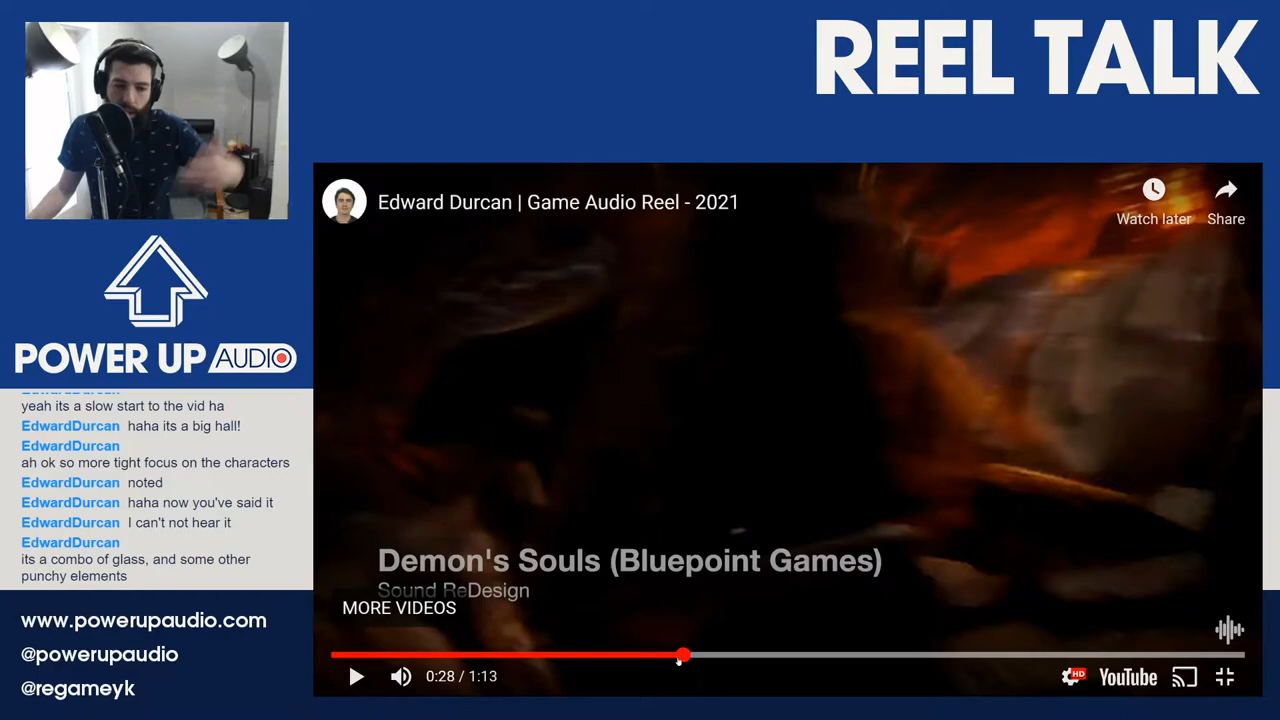 REEL TALK
Edward Durcan | Game Audio Reel - 2021
Watch later
Share
POWER UP AUDIO
EdwardDurcan
yeah its a slow start to the vid ha
EdwardDurcan haha its a big hall!
EdwardDurcan
ah ok so more tight focus on the characters
EdwardDurcan noted
EdwardDurcan haha now you've said it
EdwardDurcan I can't not hear it
EdwardDurcan
its a combo of glass, and some other
punchy elements
Demon's Souls (Bluepoint Games)
Sound ReDesign
MORE VIDEOS
0:28 / 1:13
HD
YouTube
www.powerupaudio.com
@powerupaudio
@regameyk